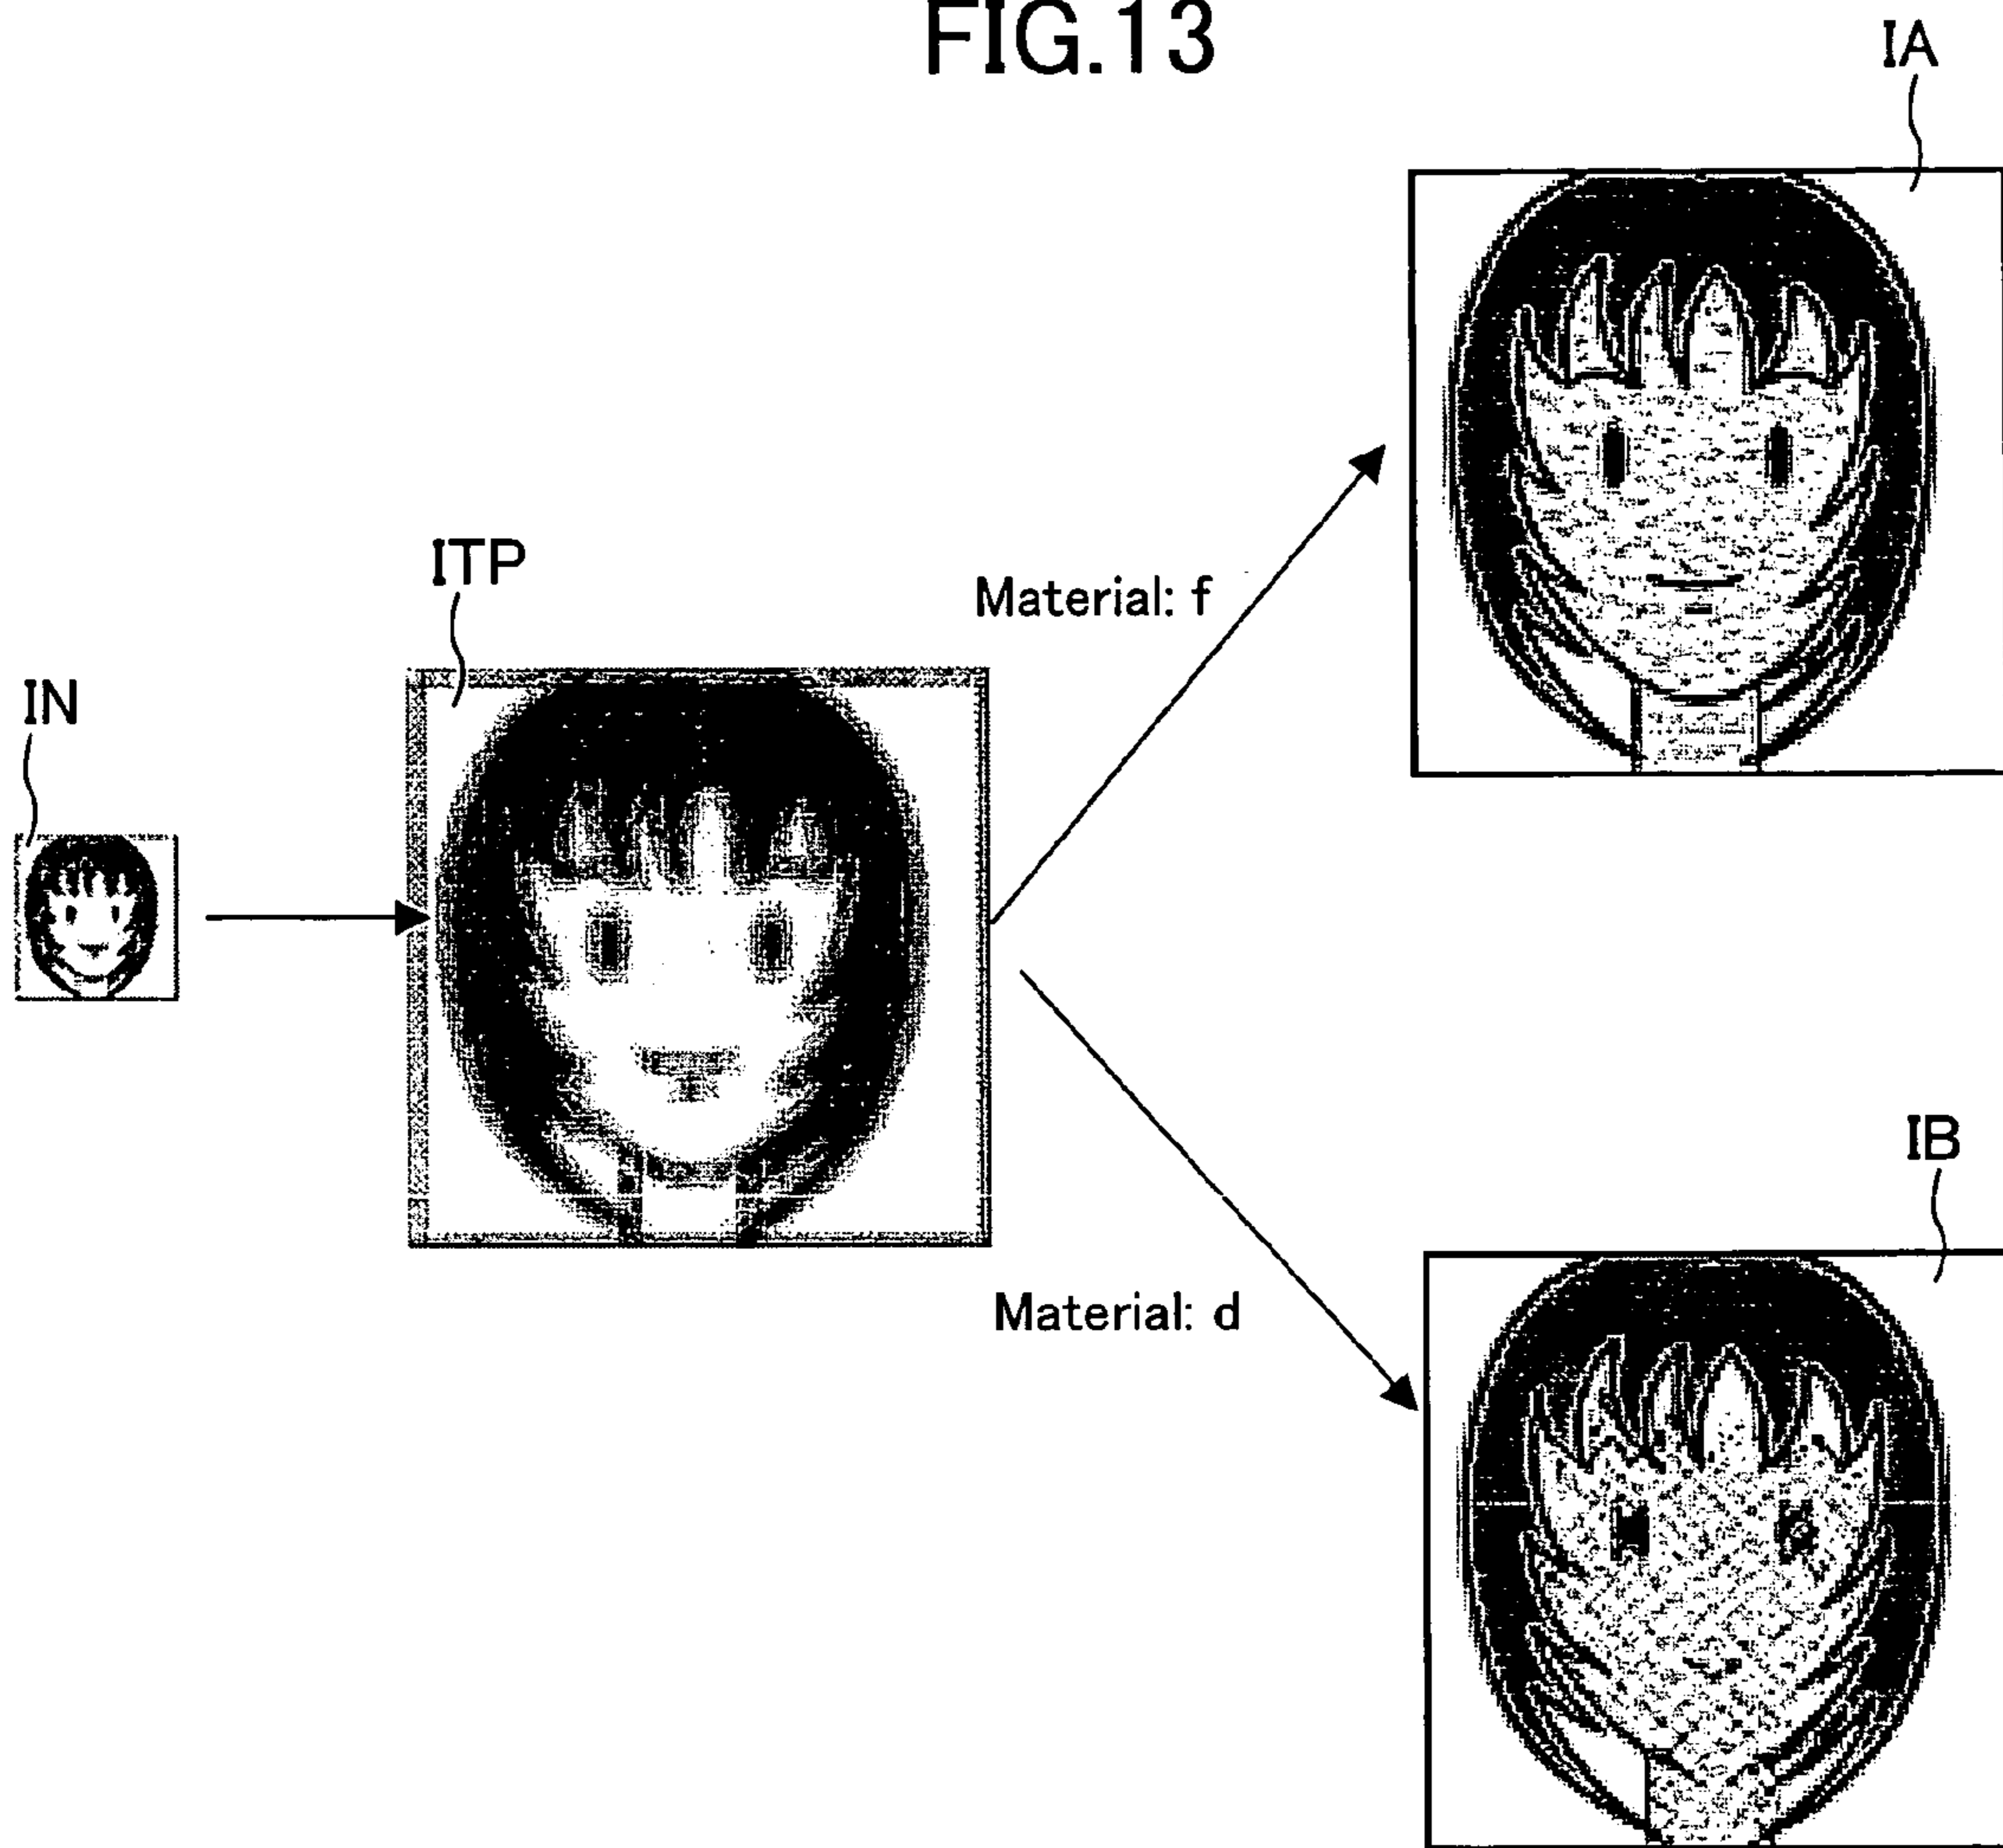 FIG.13
IA
ITP
Material: f
IN
IB
Material: d